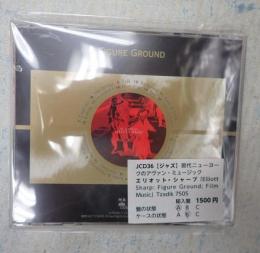 FIGURE GROUND
JCD36 [ジャズ] 現代ニューヨー
クのアヴァン・ミュージック
エリオット・シャープ [Elliott
Sharp: Figure Ground: Film
Music] Tzadik 7505
輸入盤 1500円
盤の状態 A B C
ケースの状態 A B C